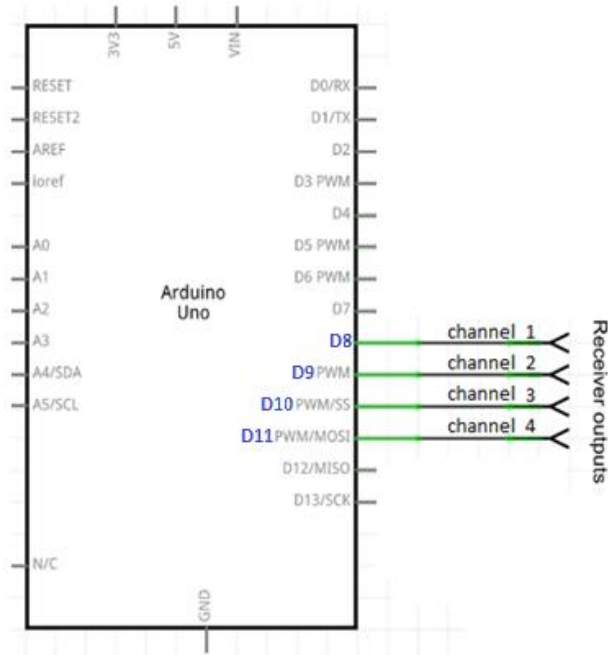 3V3
5V
VIN
RESET
RESET2
AREF
ioref
A0
A1
A2
A3
A4/SDA
A5/SCL
N/C
Arduino
Uno
D0/RX
D1/TX
D2
D3 PWM
D4
D5 PWM
D6 PWM
D7
D8 channel 1
D9 PWM channel 2
D10 PWM/SS channel 3
D11 PWM/MOSI channel 4
D12/MISO
D13/SCK
GND
Receiver outputs